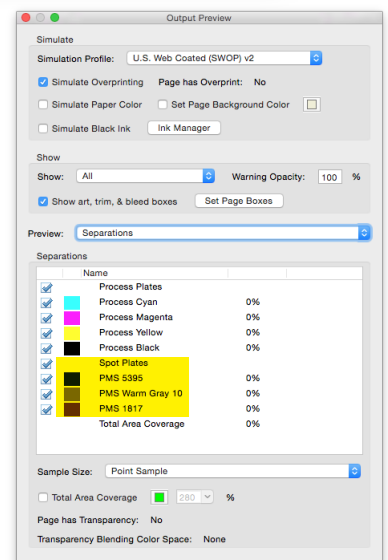 Output Preview
Simulate
Simulation Profile: U.S. Web Coated (SWOP) v2
Simulate Overprinting Page has Overprint: No
Simulate Paper Color Set Page Background Color
Simulate Black Ink Ink Manager
Show
Show: All Warning Opacity: 100 %
Show art, trim, & bleed boxes Set Page Boxes
Preview: Separations
Separations
Name
Process Plates
Process Cyan 0%
Process Magenta 0%
Process Yellow 0%
Process Black 0%
Spot Plates
PMS 5395 0%
PMS Warm Gray 10 0%
PMS 1817 0%
Total Area Coverage 0%
Sample Size: Point Sample
Total Area Coverage 280 %
Page has Transparency: No
Transparency Blending Color Space: None